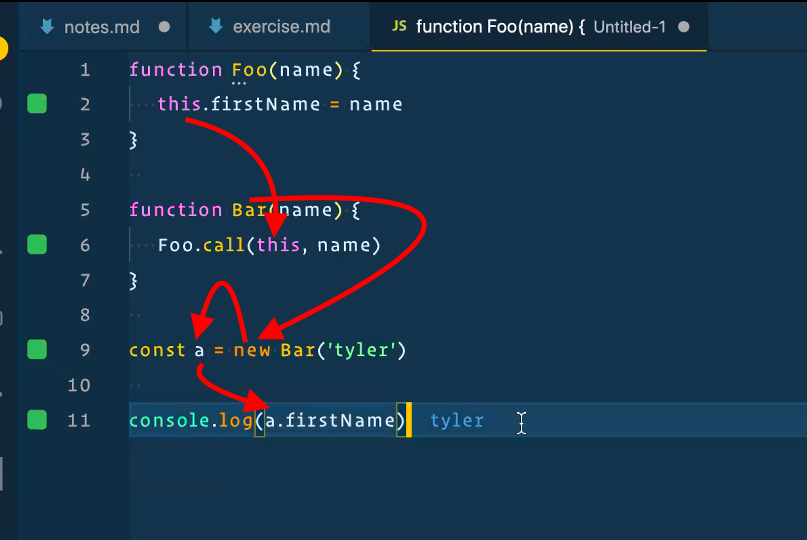 notes.md
exercise.md
JS function Foo(name) { Untitled-1
1 function Foo(name) {
2 this.firstName = name
3 }
4
5 function Bar(name) {
6 Foo.call(this, name)
7 }
8
9 const a = new Bar('tyler')
10
11 console.log(a.firstName) tyler